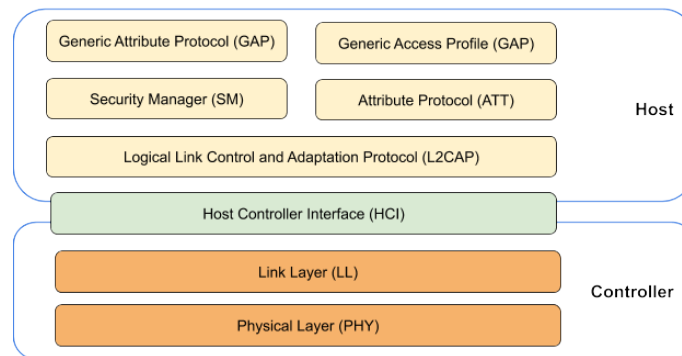 Generic Attribute Protocol (GAP)
Generic Access Profile (GAP)
Security Manager (SM)
Attribute Protocol (ATT)
Host
Logical Link Control and Adaptation Protocol (L2CAP)
Host Controller Interface (HCI)
Link Layer (LL)
Controller
Physical Layer (PHY)